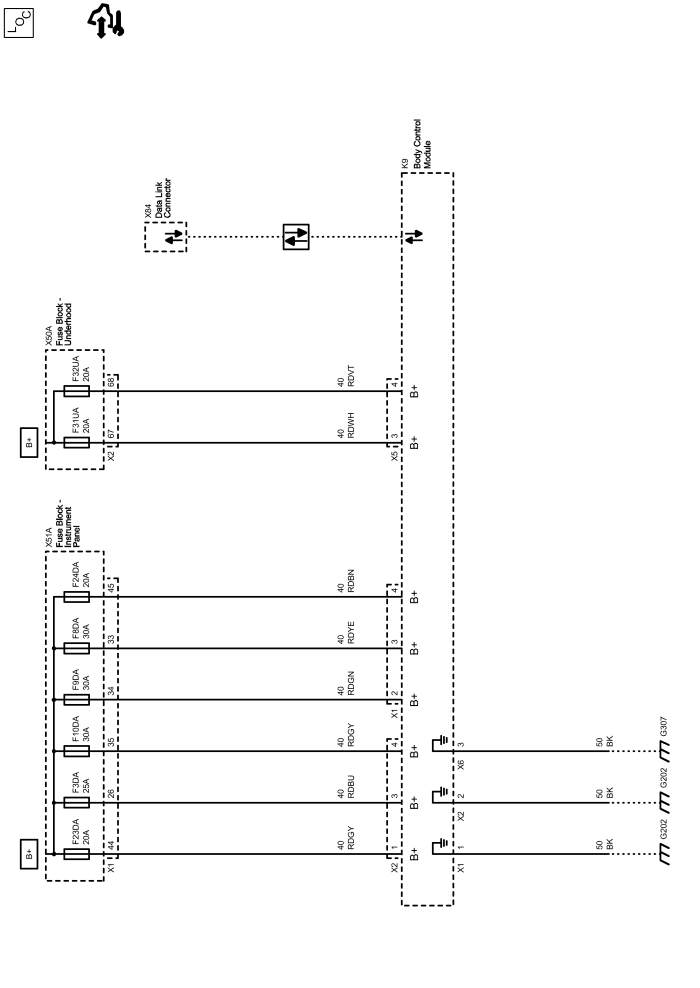 LOC
B+
X51A
Fuse Block -
Instrument
Panel
F23DA
20A
F3DA
25A
F10DA
30A
F9DA
30A
F8DA
30A
F24DA
20A
X1
44
26
35
34
33
45
B+
X50A
Fuse Block -
Underhood
F31UA
20A
F32UA
20A
X2
67
68
X84
Data Link
Connector
40
RDGY
40
RDBU
40
RDGY
40
RDGN
40
RDYE
40
RDBN
40
RDWH
40
RDVT
X2
1
3
4
X1
2
3
4
X5
3
4
K9
Body Control
Module
B+
B+
B+
B+
B+
B+
B+
B+
X1
1
X2
2
X6
3
50
BK
50
BK
50
BK
G202
G202
G307